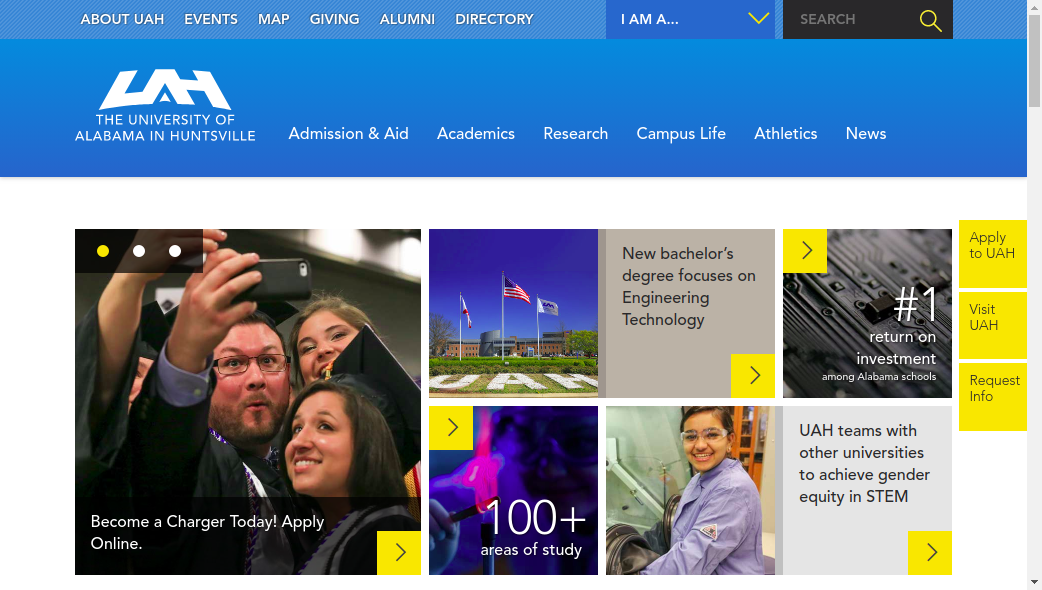 ABOUT UAH EVENTS MAP GIVING ALUMNI DIRECTORY I AM A... SEARCH
UAH
THE UNIVERSITY OF
ALABAMA IN HUNTSVILLE
Admission & Aid Academics Research Campus Life Athletics News
Become a Charger Today! Apply
Online.
New bachelor's
degree focuses on
Engineering
Technology
UAH
#1
return on
investment
among Alabama schools
Apply
to UAH
Visit
UAH
Request
Info
100+
areas of study
UAH teams with
other universities
to achieve gender
equity in STEM